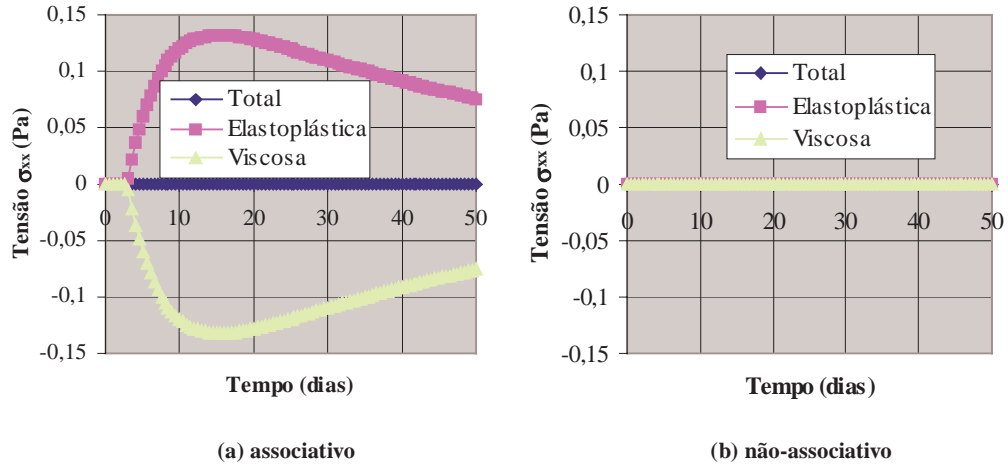 Tensão σxx (Pa)
0,15
0,1
0,05
0
-0,05
-0,1
-0,15
0 10 20 30 40 50
Total
Elastoplástica
Viscosa
Tempo (dias)
(a) associativo
Tensão σxx (Pa)
0,15
0,1
0,05
0
-0,05
-0,1
-0,15
0 10 20 30 40 50
Total
Elastoplástica
Viscosa
Tempo (dias)
(b) não-associativo